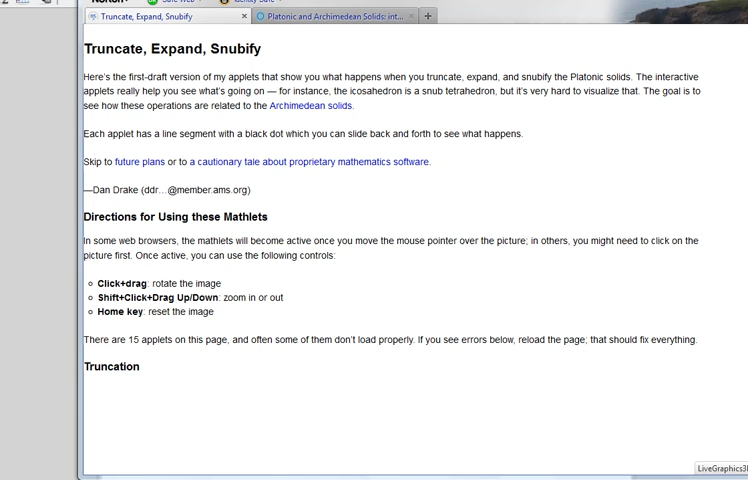 Truncate, Expand, Snubify
Platonic and Archimedean Solids: int...
Truncate, Expand, Snubify
Here's the first-draft version of my applets that show you what happens when you truncate, expand, and snubify the Platonic solids. The interactive
applets really help you see what's going on — for instance, the icosahedron is a snub tetrahedron, but it's very hard to visualize that. The goal is to
see how these operations are related to the Archimedean solids.
Each applet has a line segment with a black dot which you can slide back and forth to see what happens.
Skip to future plans or to a cautionary tale about proprietary mathematics software.
—Dan Drake (ddr…@member.ams.org)
Directions for Using these Mathlets
In some web browsers, the mathlets will become active once you move the mouse pointer over the picture; in others, you might need to click on the
picture first. Once active, you can use the following controls:
Click+drag: rotate the image
Shift+Click+Drag Up/Down: zoom in or out
Home key: reset the image
There are 15 applets on this page, and often some of them don't load properly. If you see errors below, reload the page; that should fix everything.
Truncation
LiveGraphics3